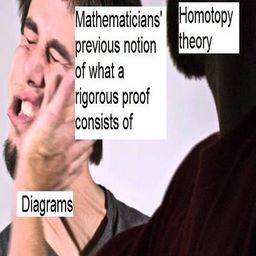 Mathematicians'
previous notion
of what a
rigorous proof
consists of
Homotopy
theory
Diagrams